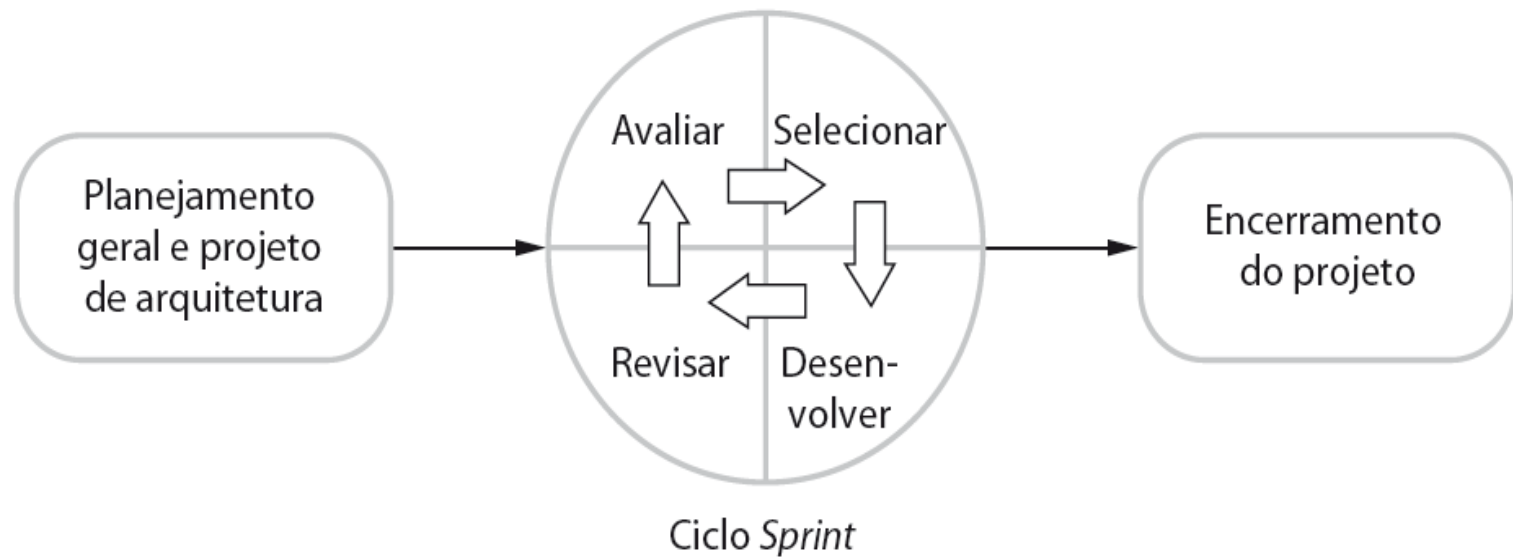 Planejamento
geral e projeto
de arquitetura
Avaliar
Selecionar
Revisar
Desen-
volver
Encerramento
do projeto
Ciclo Sprint